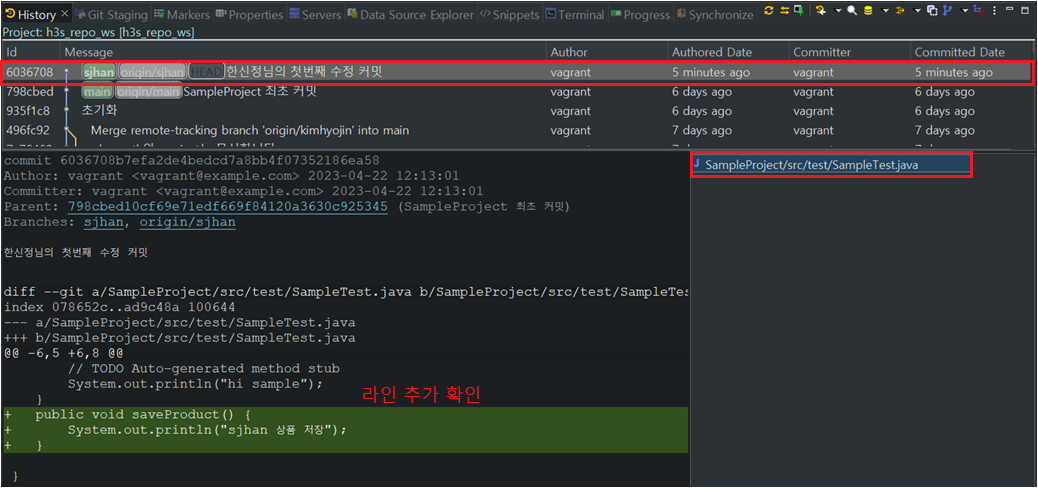 History Git Staging Markers Properties Servers Data Source Explorer Snippets Terminal Progress Synchronize
Project: h3s_repo_ws [h3s_repo_ws]
Id Message Author Authored Date Committer Committed Date
6036708 sjhan origin/sjhan HEAD 한신정님의 첫번째 수정 커밋 vagrant 5 minutes ago vagrant 5 minutes ago
798cbed main origin/main SampleProject 최초 커밋 vagrant 6 days ago vagrant 6 days ago
935f1c8 초기화 vagrant 6 days ago vagrant 6 days ago
496fc92 Merge remote-tracking branch 'origin/kimhyojin' into main vagrant 7 days ago vagrant 7 days ago
commit 6036708b7efa2de4bedcd7a8bb4f07352186ea58
Author: vagrant <vagrant@example.com> 2023-04-22 12:13:01
Committer: vagrant <vagrant@example.com> 2023-04-22 12:13:01
Parent: 798cbed10cf69e71edf669f84120a3630c925345 (SampleProject 최초 커밋)
Branches: sjhan, origin/sjhan
한신정님의 첫번째 수정 커밋
diff --git a/SampleProject/src/test/SampleTest.java b/SampleProject/src/test/SampleTes
index 078652c..ad9c48a 100644
--- a/SampleProject/src/test/SampleTest.java
+++ b/SampleProject/src/test/SampleTest.java
@@ -6,5 +6,8 @@
// TODO Auto-generated method stub
System.out.println("hi sample");
}
+ public void saveProduct() {
+ System.out.println("sjhan 상품 저장");
+ }
}
라인 추가 확인
SampleProject/src/test/SampleTest.java